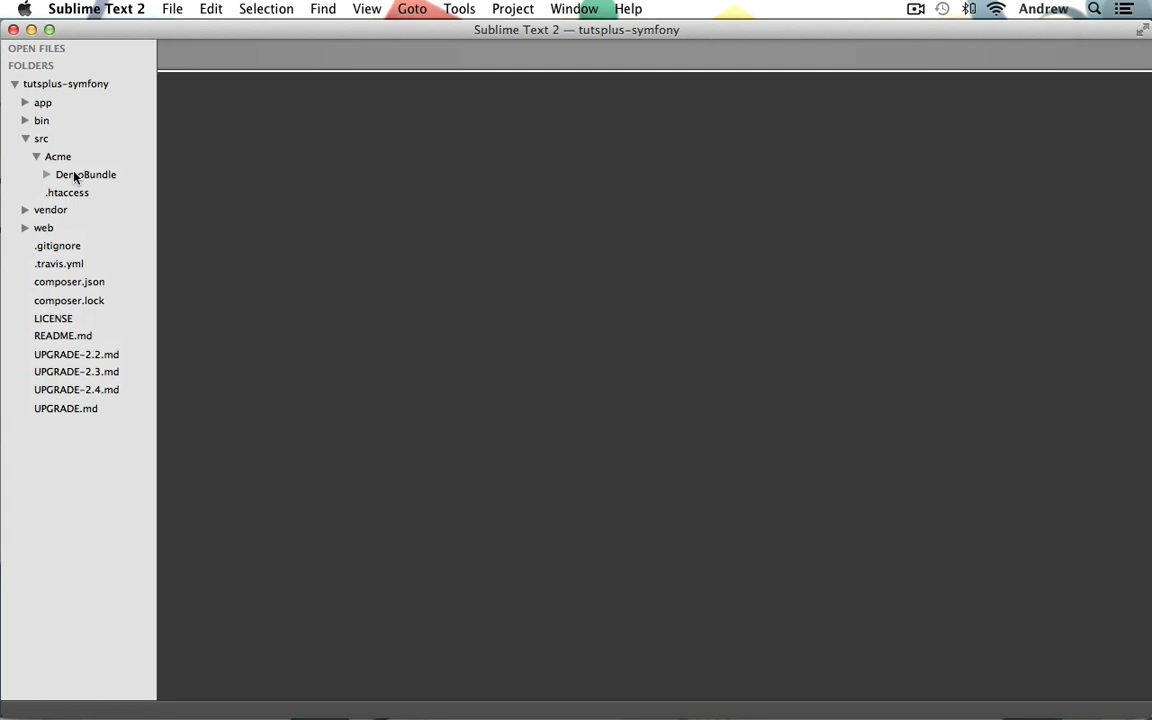 Sublime Text 2 File Edit Selection Find View Goto Tools Project Window Help Andrew
Sublime Text 2 — tutsplus-symfony
OPEN FILES
FOLDERS
tutsplus-symfony
app
bin
src
Acme
DemoBundle
.htaccess
vendor
web
.gitignore
.travis.yml
composer.json
composer.lock
LICENSE
README.md
UPGRADE-2.2.md
UPGRADE-2.3.md
UPGRADE-2.4.md
UPGRADE.md